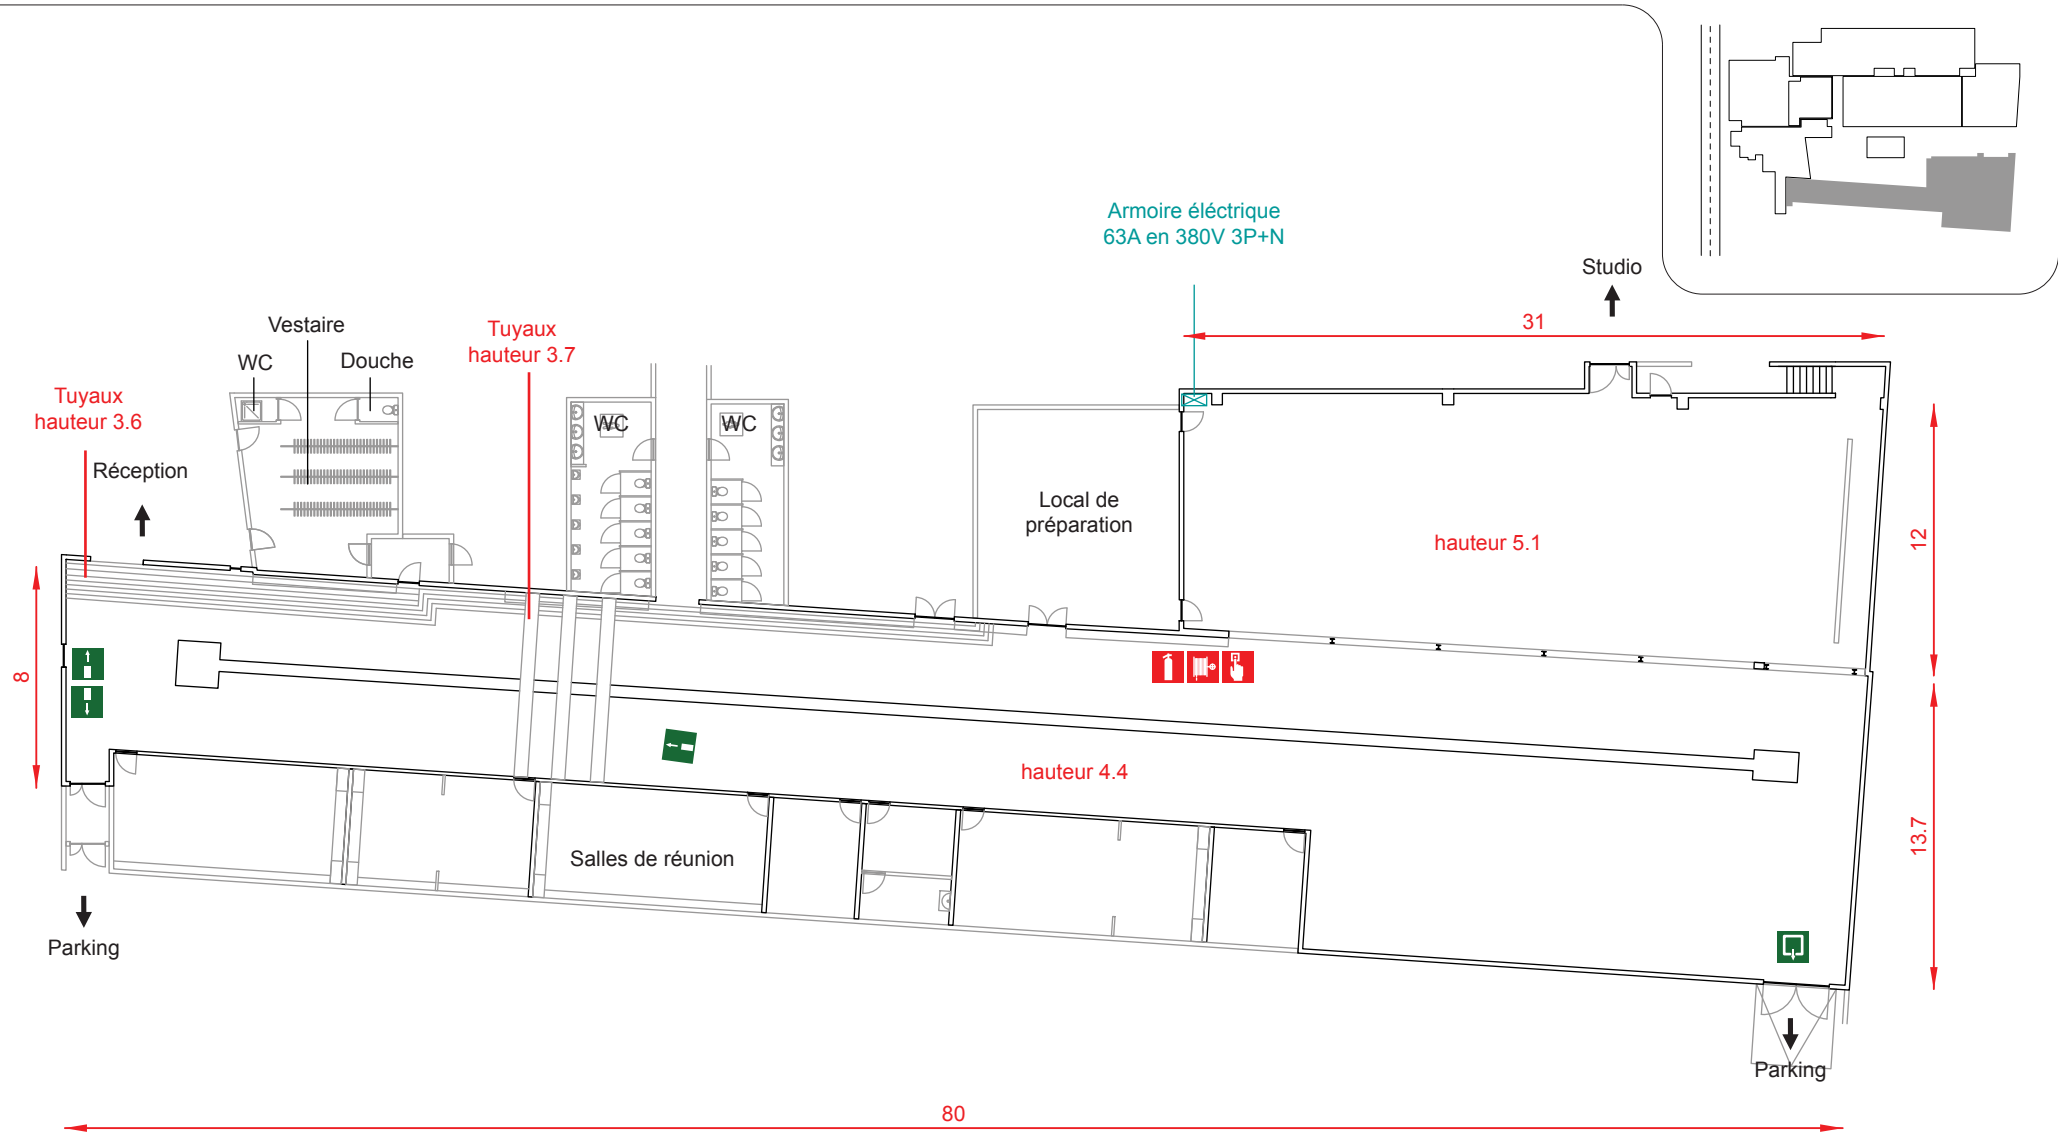 Armoire éléctrique
63A en 380V 3P+N
Studio
31
Vestaire
WC
Douche
Tuyaux
hauteur 3.7
Tuyaux
hauteur 3.6
Réception
WC
WC
Local de
préparation
hauteur 5.1
12
8
hauteur 4.4
13.7
Salles de réunion
Parking
Parking
80